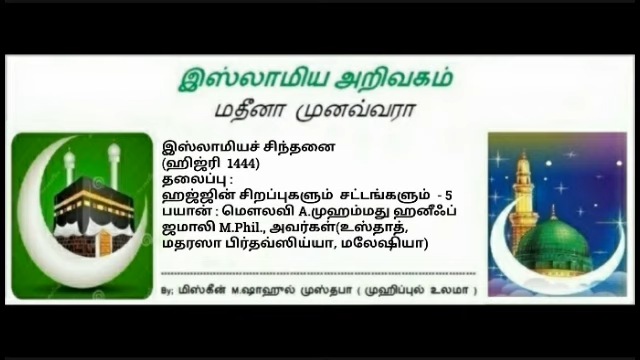 இஸ்லாமிய அறிவகம்
மதீனா முனவ்வரா
இஸ்லாமியச் சிந்தனை
(ஹிஜ்ரி 1444)
தலைப்பு :
ஹஜ்ஜின் சிறப்புகளும் சட்டங்களும் - 5
பயான் : மௌலவி A.முஹம்மது ஹனீஃப்
ஜமாலி M.Phil., அவர்கள்(உஸ்தாத்,
மதரஸா பிர்தவ்ஸிய்யா, மலேஷியா)
By; மிஸ்கீன் M.ஷாஹுல் முஸ்தபா ( முஹிப்புல் உலமா )